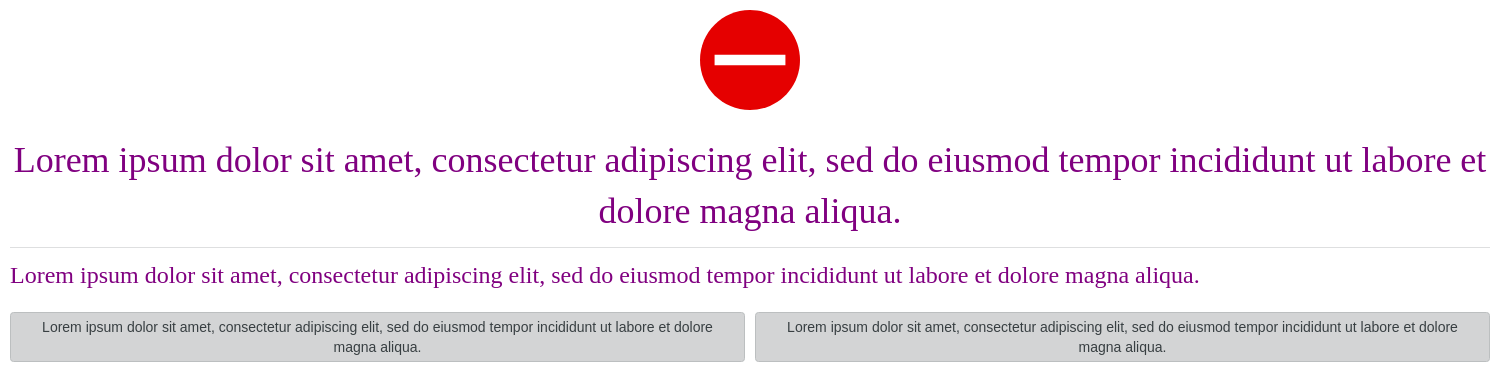 Lorem ipsum dolor sit amet, consectetur adipiscing elit, sed do eiusmod tempor incididunt ut labore et
dolore magna aliqua.
Lorem ipsum dolor sit amet, consectetur adipiscing elit, sed do eiusmod tempor incididunt ut labore et dolore magna aliqua.
Lorem ipsum dolor sit amet, consectetur adipiscing elit, sed do eiusmod tempor incididunt ut labore et dolore
magna aliqua.
Lorem ipsum dolor sit amet, consectetur adipiscing elit, sed do eiusmod tempor incididunt ut labore et dolore
magna aliqua.